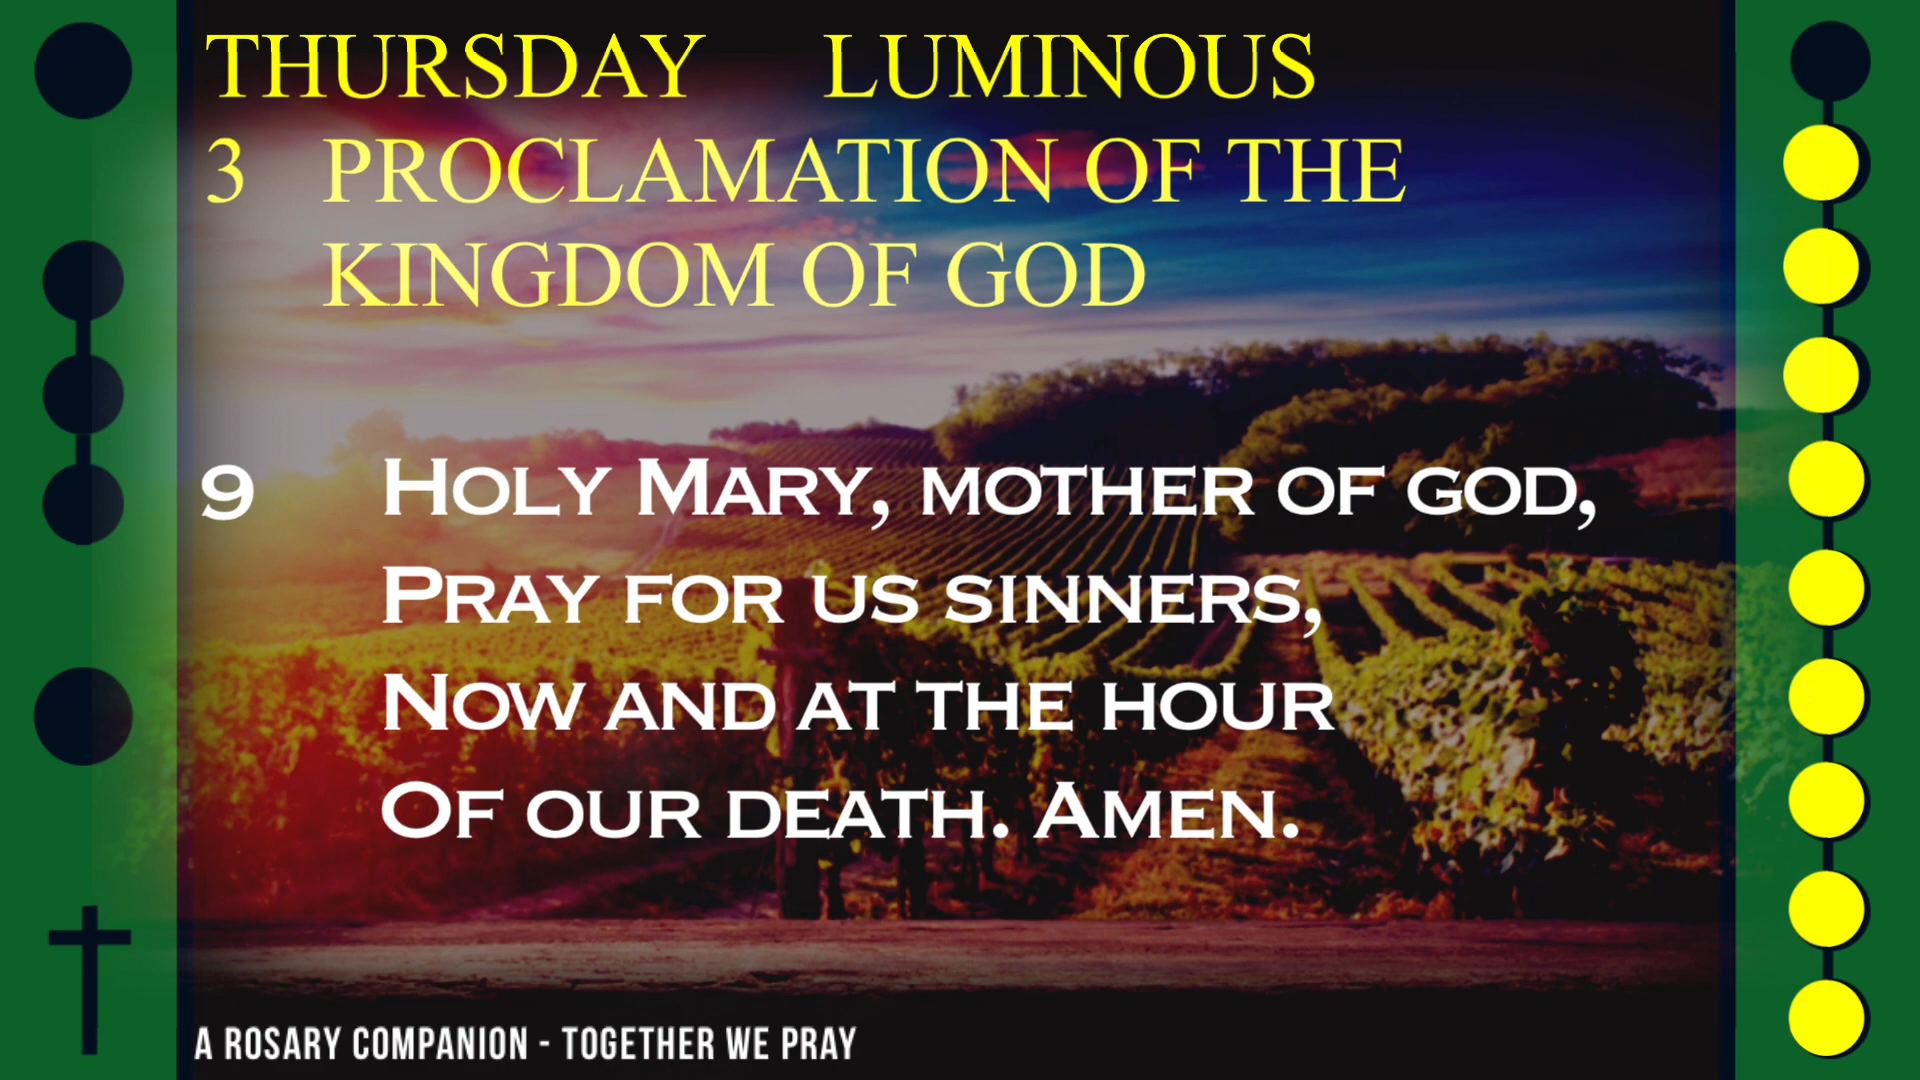 THURSDAY LUMINOUS
3 PROCLAMATION OF THE
KINGDOM OF GOD
9 HOLY MARY, MOTHER OF GOD,
PRAY FOR US SINNERS,
NOW AND AT THE HOUR
OF OUR DEATH. AMEN.
A ROSARY COMPANION - TOGETHER WE PRAY